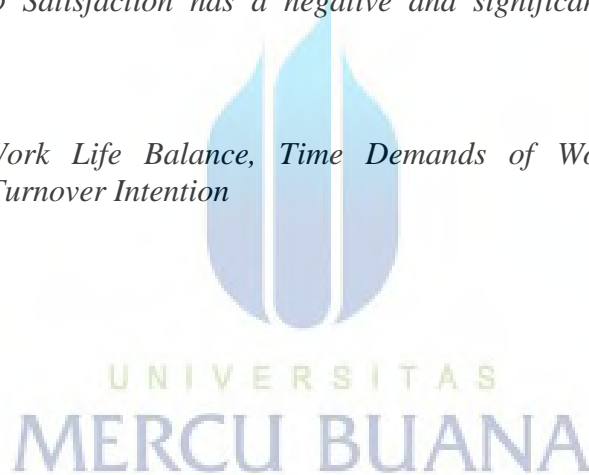 Satisfaction has a negative and significan
Work Life Balance, Time Demands of Wo
Turnover Intention
UNIVERSITAS
MERCU BUANA